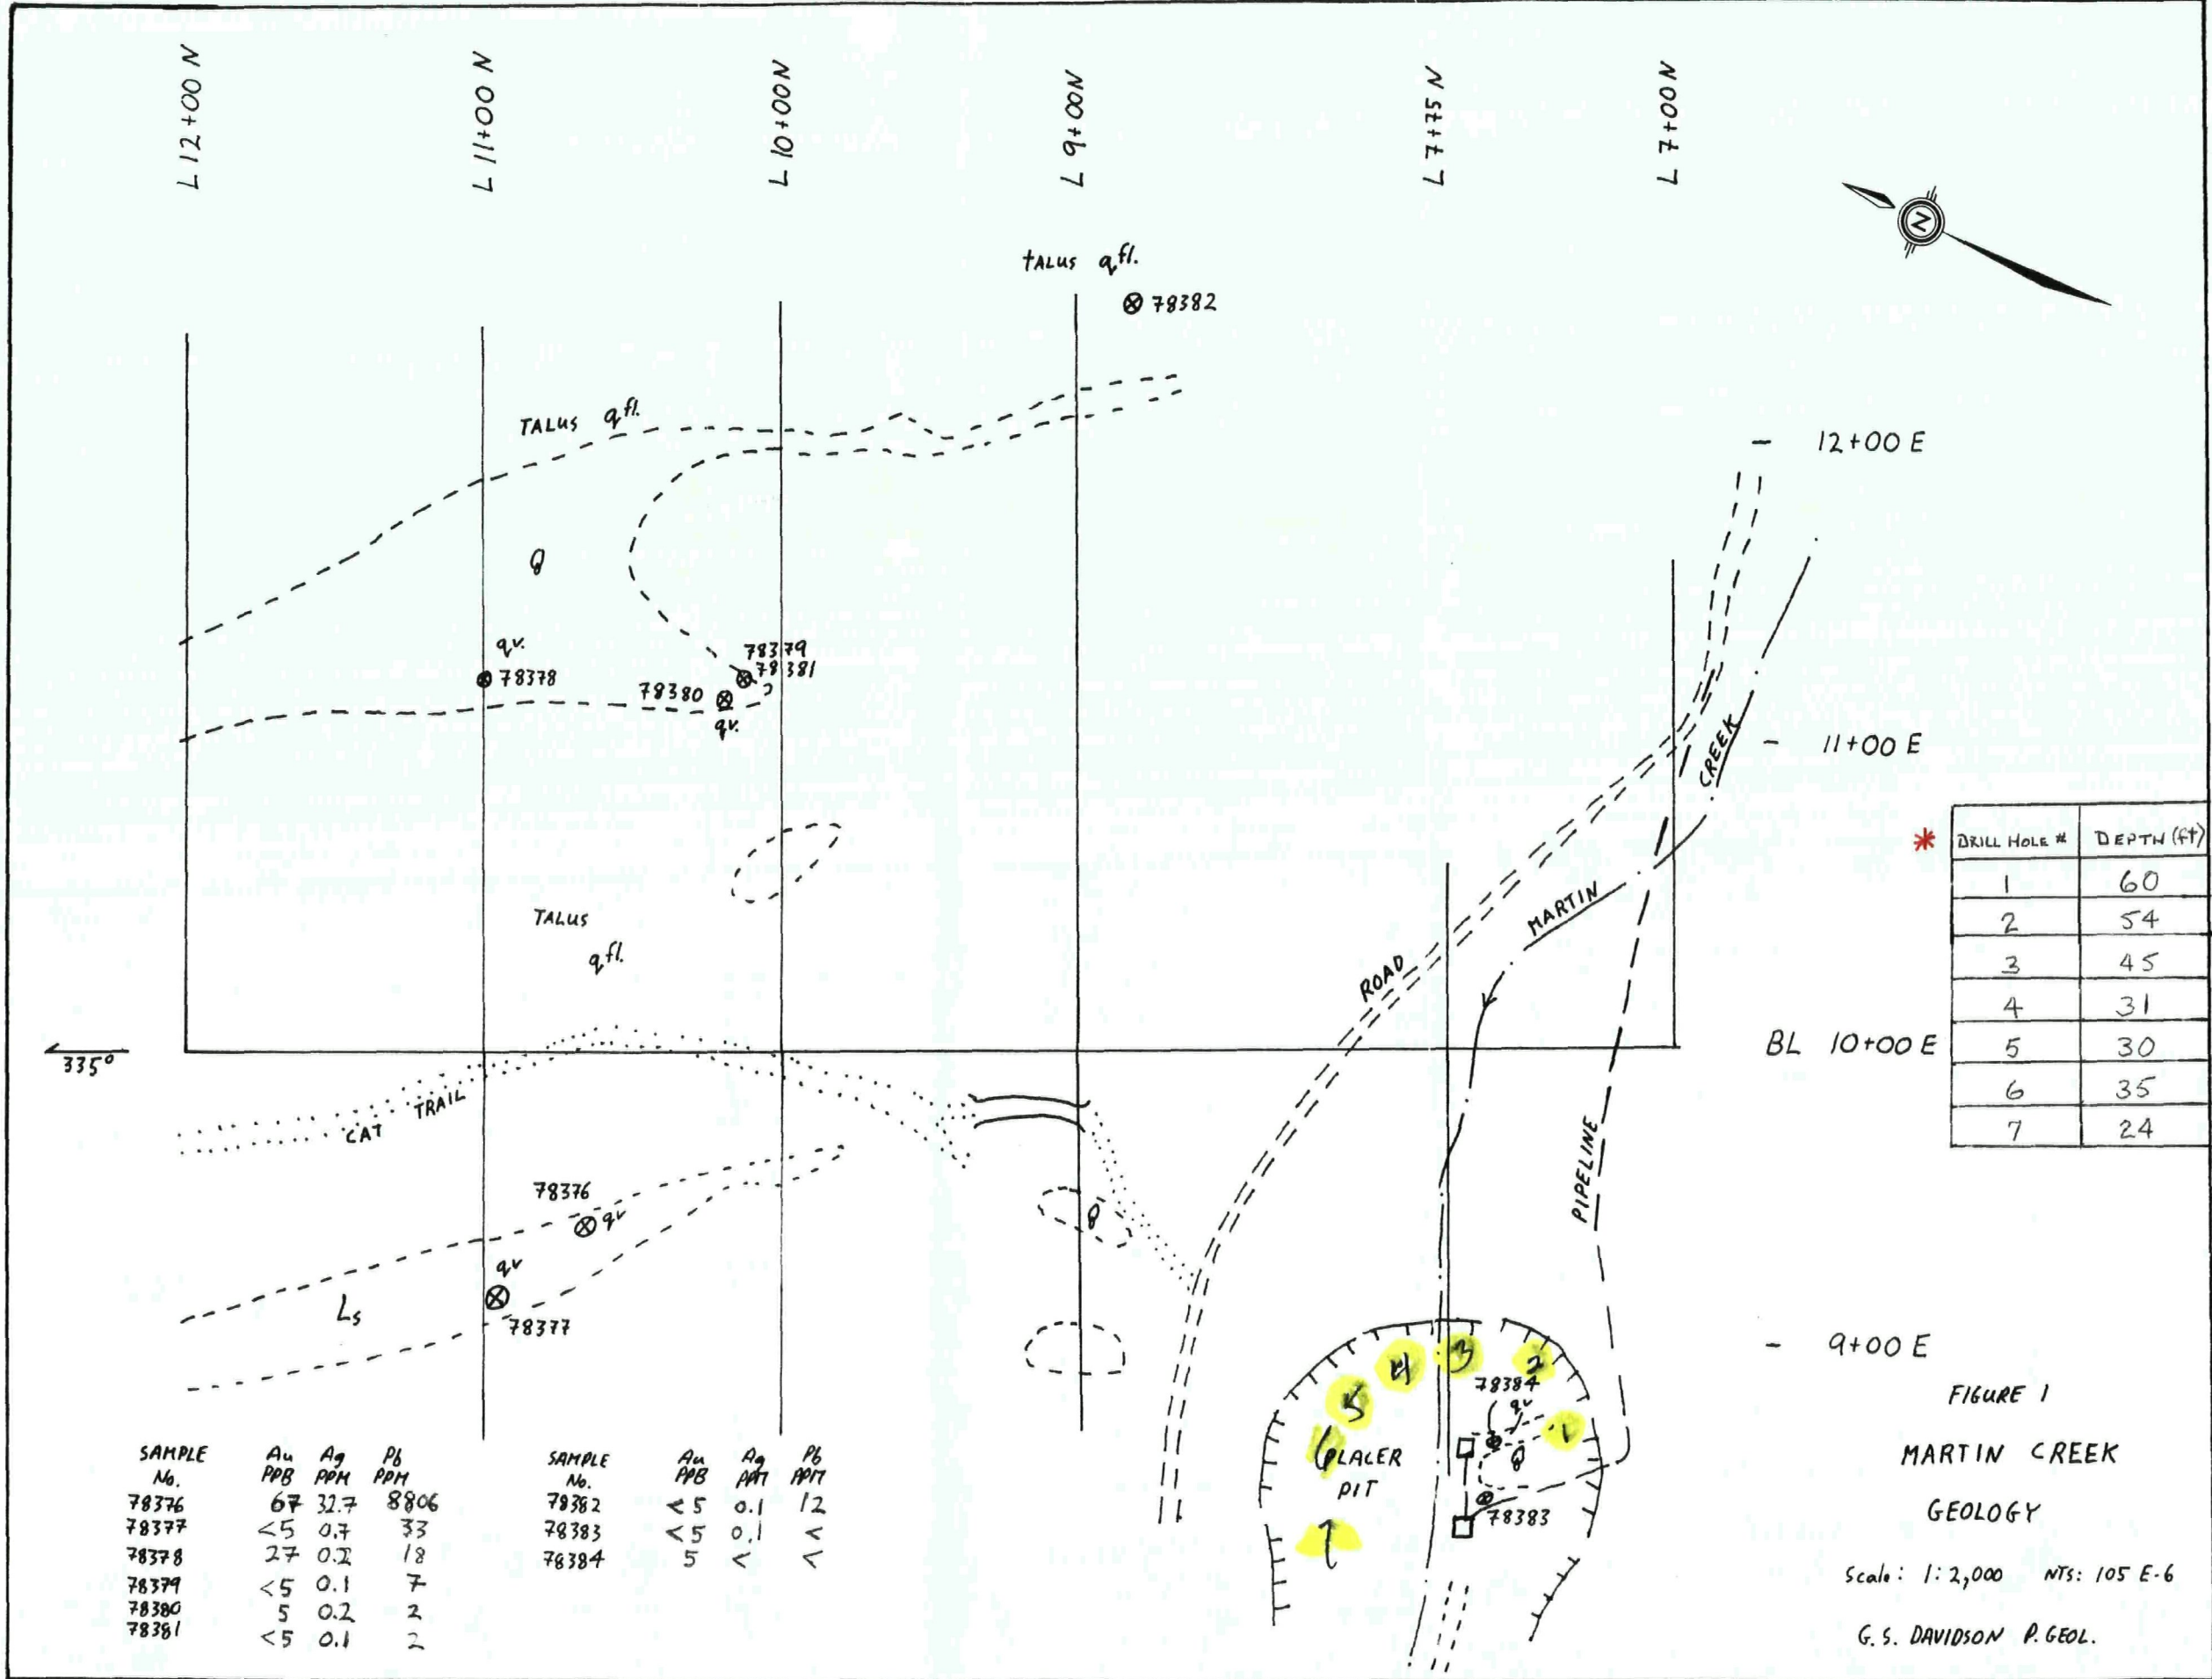 L 12+00 N
L 11+00 N
L 10+00 N
L 9+00N
L 7+75 N
L 7+00 N
N
TALUS qfl.
78382
TALUS qfl.
12+00 E
Q
qv.
78378
78379
78381
78380
qv.
11+00 E
MARTIN CREEK
TALUS
qfl.
ROAD
DRILL HOLE # DEPTH (ft)
1 60
2 54
3 45
4 31
5 30
6 35
7 24
BL 10+00 E
335°
CAT TRAIL
PIPELINE
78376
qv
Q
qv
Ls
78377
9+00 E
4 3 2
78384
qv
5
1
6
PLACER
PIT
Q
78383
7
FIGURE 1
MARTIN CREEK
GEOLOGY
Scale: 1:2,000 NTS: 105 E-6
G.S. DAVIDSON P.GEOL.
SAMPLE No. Au PPB Ag PPM Pb PPM
78376 67 32.7 8806
78377 <5 0.7 33
78378 27 0.2 18
78379 <5 0.1 7
78380 5 0.2 2
78381 <5 0.1 2
SAMPLE No. Au PPB Ag PPM Pb PPM
78382 <5 0.1 12
78383 <5 0.1 <
78384 5 < <